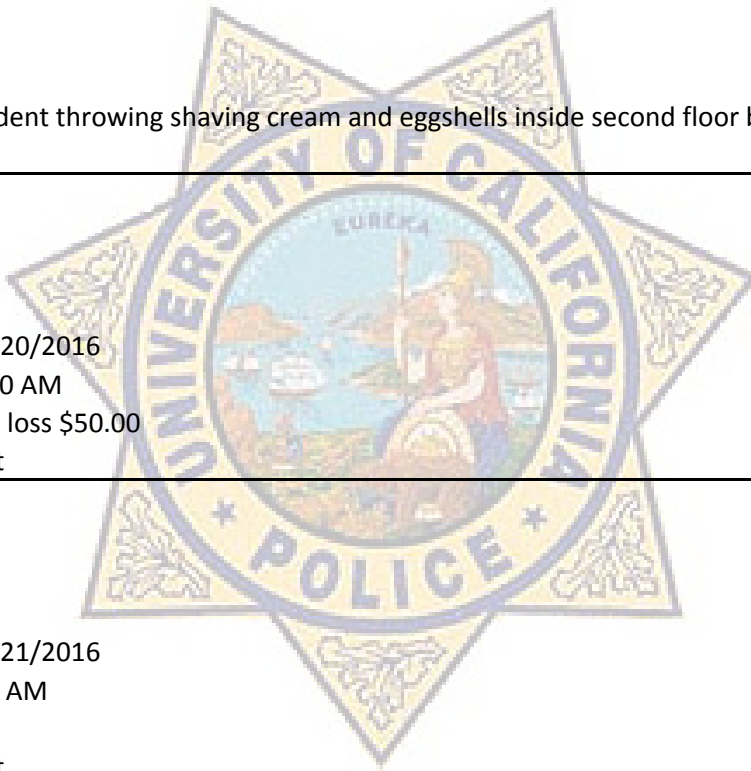 dent throwing shaving cream and eggshells inside second floor b
UNIVERSITY OF CALIFORNIA
EUREKA
20/2016
0 AM
loss $50.00
t
21/2016
AM
POLICE